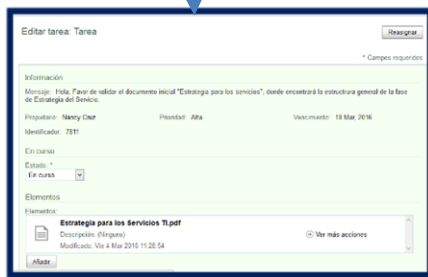 Editar tarea: Tarea
Reasignar
* Campos requeridos
Información
Mensaje: Hola, Favor de validar el documento inicial "Estrategia para los servicios", donde encontrará la estructura general de la fase
de Estrategia del Servicio.
Propietario: Nancy Cruz Prioridad: Alta Vencimiento: 18 Mar, 2016
Identificador: 7811
En curso
Estado: *
En curso
Elementos
Elementos:
Estrategia para los Servicios TI.pdf
Descripción: (Ninguno)
Ver más acciones
Modificado: Vie 4 Mar 2016 11:28:54
Añadir